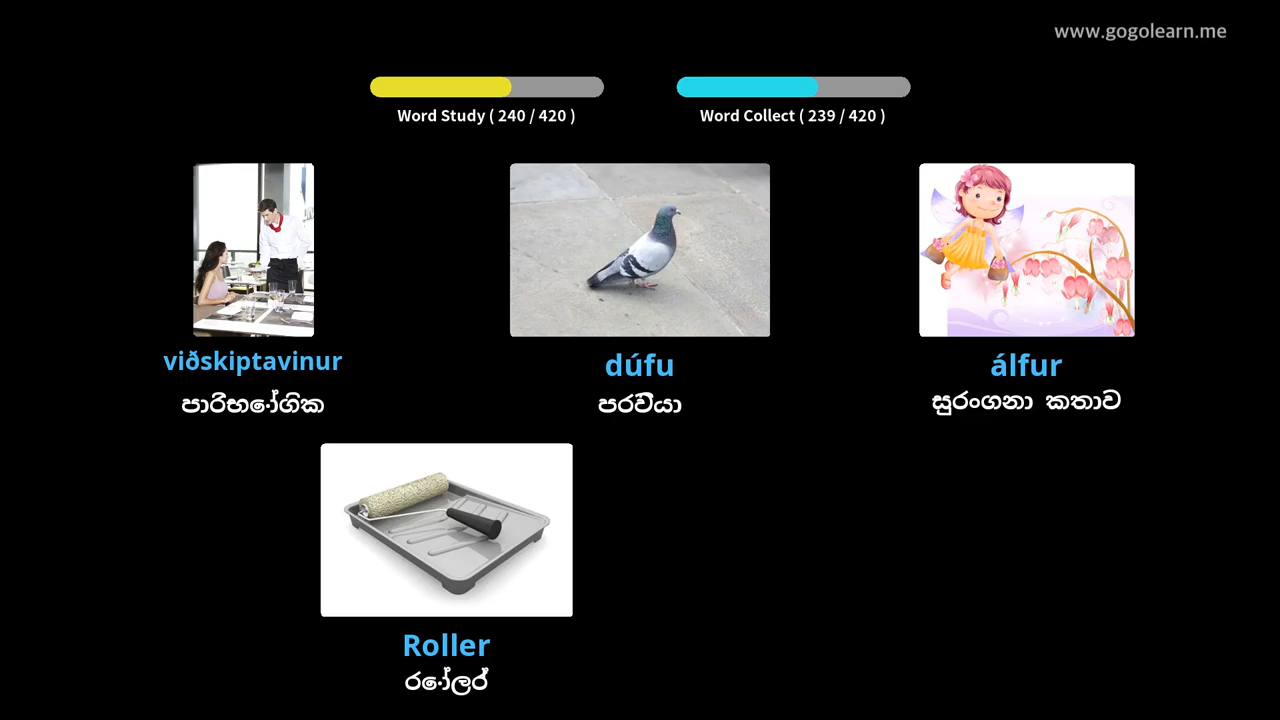 www.gogolearn.me
Word Study ( 240 / 420 )
Word Collect ( 239 / 420 )
viðskiptavinur
පාරිභෝගික
dúfu
පරවියා
álfur
සුරංගනා කතාව
Roller
රෝලර්